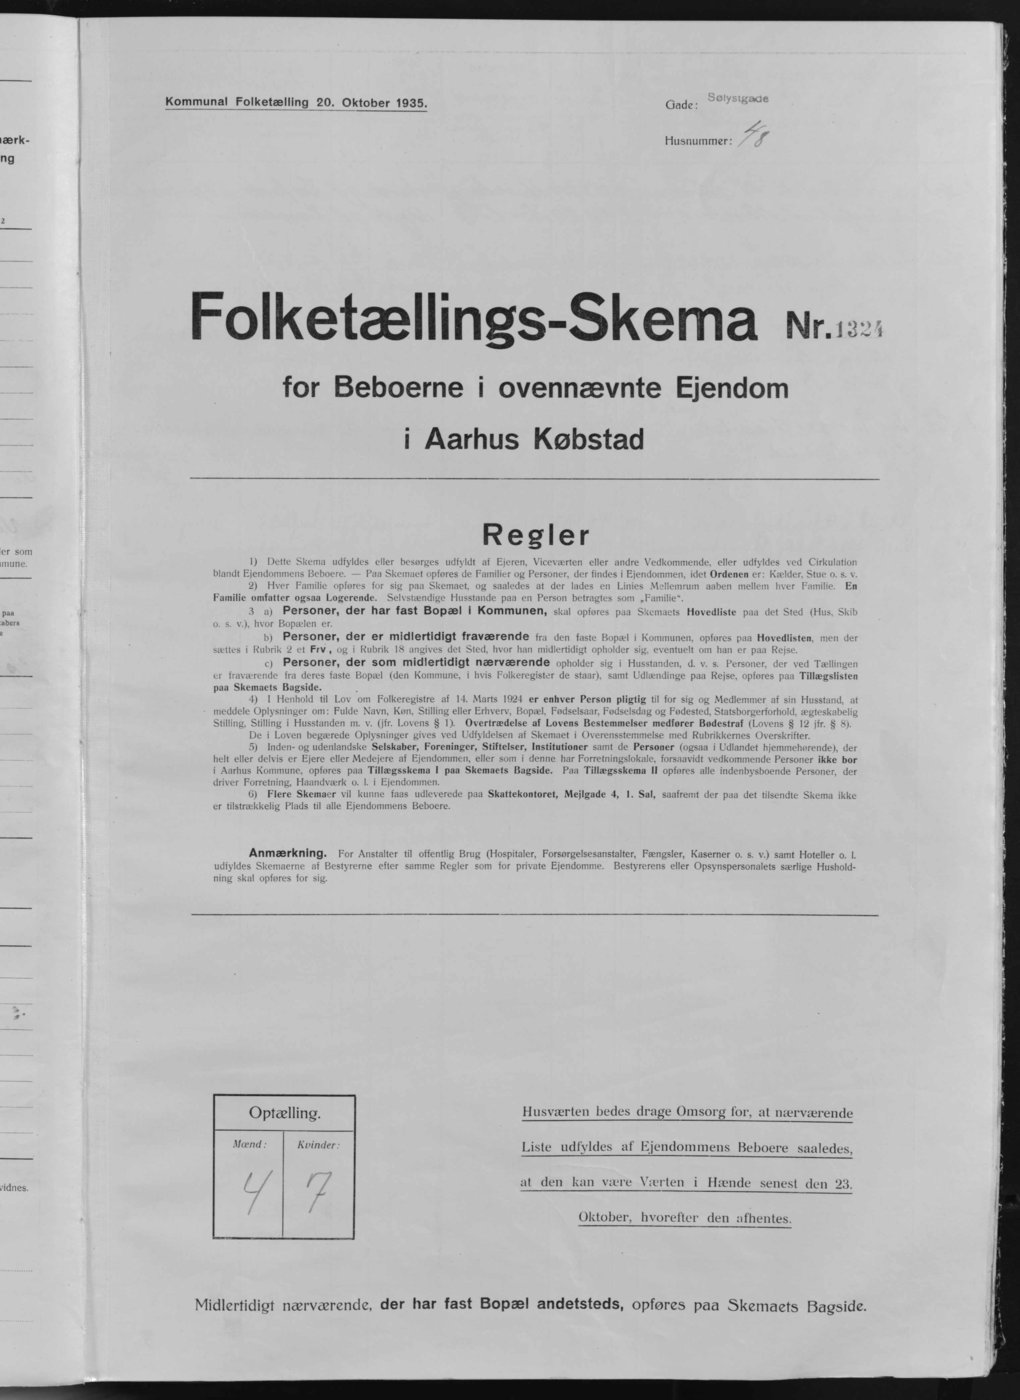 Kommunal Folketælling 20. Oktober 1935.
Gade: Sølystgade
Husnummer: 48
Folketællings-Skema Nr. 1324
for Beboerne i ovennævnte Ejendom
i Aarhus Købstad
Regler
1) Dette Skema udfyldes eller besørges udfyldt af Ejeren, Viceværten eller andre Vedkommende, eller udfyldes ved Cirkulation
blandt Ejendommens Beboere. — Paa Skemaet opføres de Familier og Personer, der findes i Ejendommen, idet Ordenen er: Kælder, Stue o. s. v.
2) Hver Familie opføres for sig paa Skemaet, og saaledes at der lades en Linies Mellemrum aaben mellem hver Familie. En
Familie omfatter ogsaa Logerende. Selvstændige Husstande paa en Person betragtes som „Familie".
3 a) Personer, der har fast Bopæl i Kommunen, skal opføres paa Skemaets Hovedliste paa det Sted (Hus, Skib
o. s. v.), hvor Bopælen er.
b) Personer, der er midlertidigt fraværende fra den faste Bopæl i Kommunen, opføres paa Hovedlisten, men der
sættes i Rubrik 2 et Frv., og i Rubrik 18 angives det Sted, hvor han midlertidigt opholder sig, eventuelt om han er paa Rejse.
c) Personer, der som midlertidigt nærværende opholder sig i Husstanden, d. v. s. Personer, der ved Tællingen
er fraværende fra deres faste Bopæl (den Kommune, i hvis Folkeregister de staar), samt Udlændinge paa Rejse, opføres paa Tillægslisten
paa Skemaets Bagside.
4) I Henhold til Lov om Folkeregistre af 14. Marts 1924 er enhver Person pligtig til for sig og Medlemmer af sin Husstand, at
meddele Oplysninger om: Fulde Navn, Køn, Stilling eller Erhverv, Bopæl, Fødselsaar, Fødselsdag og Fødested, Statsborgerforhold, ægteskabelig
Stilling, Stilling i Husstanden m. v. (jfr. Lovens § 1). Overtrædelse af Lovens Bestemmelser medfører Bødestraf (Lovens § 12 jfr. § 8).
De i Loven begærede Oplysninger gives ved Udfyldelsen af Skemaet i Overensstemmelse med Rubrikkernes Overskrifter.
5) Inden- og udenlandske Selskaber, Foreninger, Stiftelser, Institutioner samt de Personer (ogsaa i Udlandet hjemmehørende), der
helt eller delvis er Ejere eller Medejere af Ejendommen, eller som i denne har Forretningslokale, forsaavidt vedkommende Personer ikke bor
i Aarhus Kommune, opføres paa Tillægsskema I paa Skemaets Bagside. Paa Tillægsskema II opføres alle indenbysboende Personer, der
driver Forretning, Haandværk o. l. i Ejendommen.
6) Flere Skemaer vil kunne faas udleverede paa Skattekontoret, Mejlgade 4, 1. Sal, saafremt der paa det tilsendte Skema ikke
er tilstrækkelig Plads til alle Ejendommens Beboere.
Anmærkning. For Anstalter til offentlig Brug (Hospitaler, Forsørgelsesanstalter, Fængsler, Kaserner o. s. v.) samt Hoteller o. l.
udfyldes Skemaerne af Bestyrerne efter samme Regler som for private Ejendomme. Bestyrerens eller Opsynspersonalets særlige Hushold-
ning skal opføres for sig.
Optælling.
Mænd: Kvinder:
4 7
Husværten bedes drage Omsorg for, at nærværende
Liste udfyldes af Ejendommens Beboere saaledes,
at den kan være Værten i Hænde senest den 23.
Oktober, hvorefter den afhentes.
Midlertidigt nærværende, der har fast Bopæl andetsteds, opføres paa Skemaets Bagside.